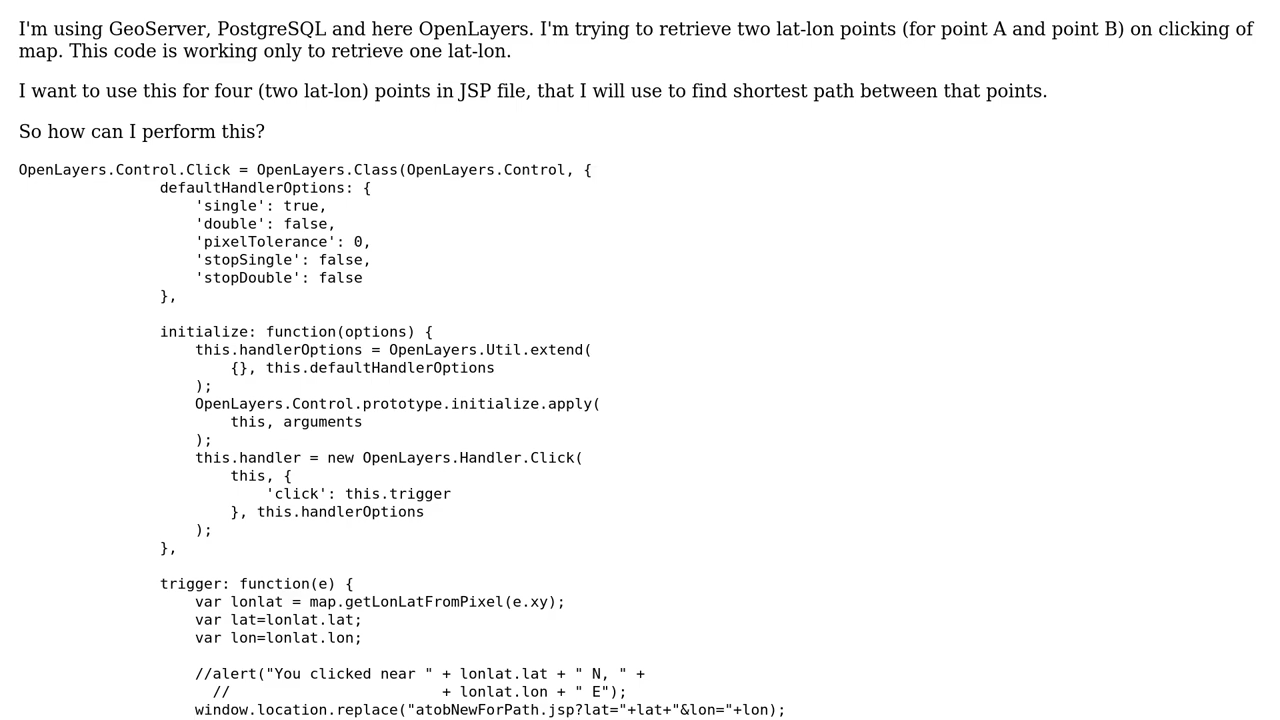 I'm using GeoServer, PostgreSQL and here OpenLayers. I'm trying to retrieve two lat-lon points (for point A and point B) on clicking of
map. This code is working only to retrieve one lat-lon.
I want to use this for four (two lat-lon) points in JSP file, that I will use to find shortest path between that points.
So how can I perform this?
OpenLayers.Control.Click = OpenLayers.Class(OpenLayers.Control, {
                defaultHandlerOptions: {
                    'single': true,
                    'double': false,
                    'pixelTolerance': 0,
                    'stopSingle': false,
                    'stopDouble': false
                },
                initialize: function(options) {
                    this.handlerOptions = OpenLayers.Util.extend(
                        {}, this.defaultHandlerOptions
                    );
                    OpenLayers.Control.prototype.initialize.apply(
                        this, arguments
                    );
                    this.handler = new OpenLayers.Handler.Click(
                        this, {
                            'click': this.trigger
                        }, this.handlerOptions
                    );
                },
                trigger: function(e) {
                    var lonlat = map.getLonLatFromPixel(e.xy);
                    var lat=lonlat.lat;
                    var lon=lonlat.lon;
                    //alert("You clicked near " + lonlat.lat + " N, " +
                      //                        + lonlat.lon + " E");
                    window.location.replace("atobNewForPath.jsp?lat="+lat+"&lon="+lon);